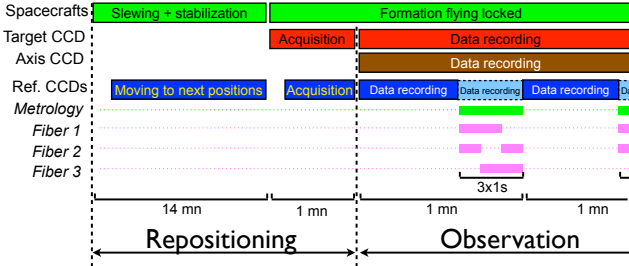 Spacecrafts Slewing + stabilization Formation flying locked
Target CCD Acquisition Data recording
Axis CCD Data recording
Ref. CCDs Moving to next positions Acquisition Data recording Data recording Data recording Da
Metrology
Fiber 1
Fiber 2
Fiber 3
3x1s
14 mn 1 mn 1 mn 1 mn
Repositioning Observation